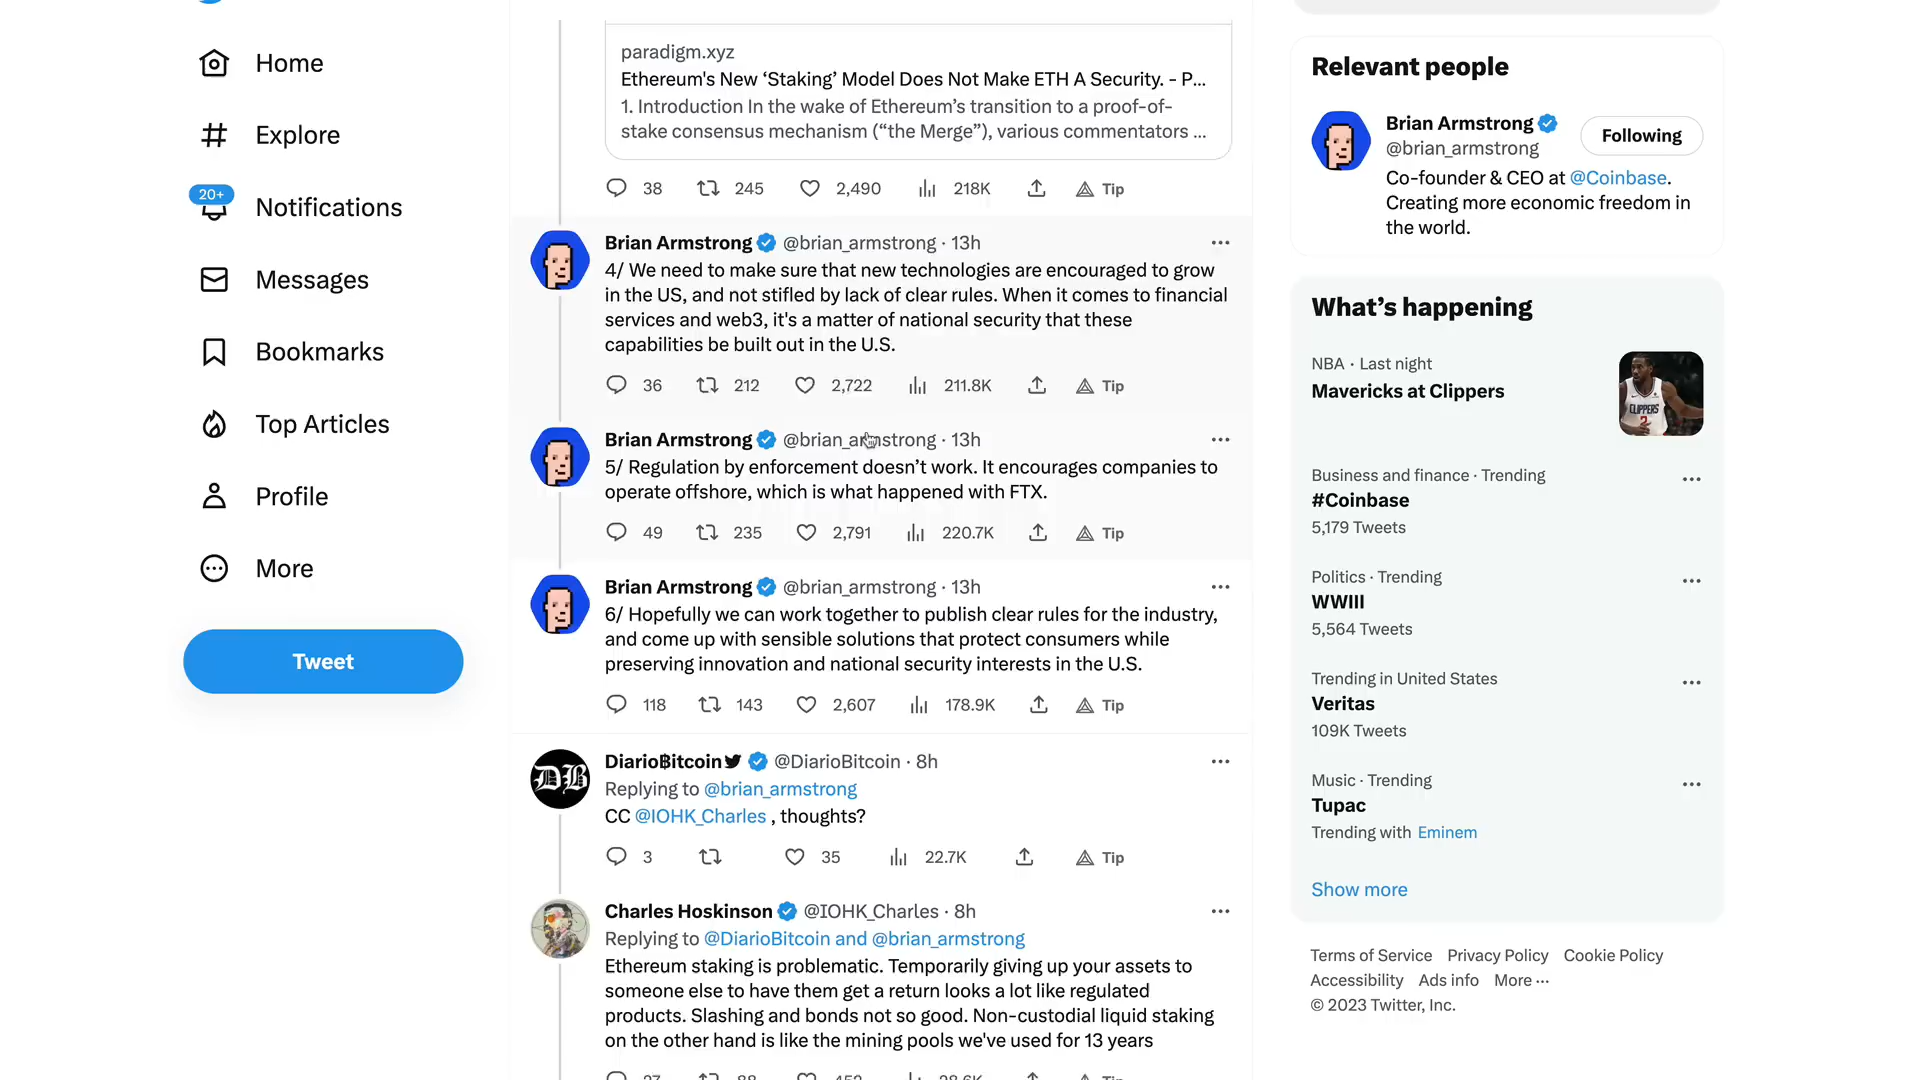 Home
Explore
20+
Notifications
Messages
Bookmarks
Top Articles
Profile
More
Tweet
paradigm.xyz
Ethereum's New ‘Staking’ Model Does Not Make ETH A Security. - P...
1. Introduction In the wake of Ethereum’s transition to a proof-of-
stake consensus mechanism (“the Merge”), various commentators ...
38 245 2,490 218K Tip
Brian Armstrong @brian_armstrong · 13h
4/ We need to make sure that new technologies are encouraged to grow
in the US, and not stifled by lack of clear rules. When it comes to financial
services and web3, it's a matter of national security that these
capabilities be built out in the U.S.
36 212 2,722 211.8K Tip
Brian Armstrong @brian_armstrong · 13h
5/ Regulation by enforcement doesn’t work. It encourages companies to
operate offshore, which is what happened with FTX.
49 235 2,791 220.7K Tip
Brian Armstrong @brian_armstrong · 13h
6/ Hopefully we can work together to publish clear rules for the industry,
and come up with sensible solutions that protect consumers while
preserving innovation and national security interests in the U.S.
118 143 2,607 178.9K Tip
DB
Diario₿itcoin @DiarioBitcoin · 8h
Replying to @brian_armstrong
CC @IOHK_Charles , thoughts?
3 35 22.7K Tip
Charles Hoskinson @IOHK_Charles · 8h
Replying to @DiarioBitcoin and @brian_armstrong
Ethereum staking is problematic. Temporarily giving up your assets to
someone else to have them get a return looks a lot like regulated
products. Slashing and bonds not so good. Non-custodial liquid staking
on the other hand is like the mining pools we've used for 13 years
Relevant people
Brian Armstrong
@brian_armstrong
Following
Co-founder & CEO at @Coinbase.
Creating more economic freedom in
the world.
What’s happening
NBA · Last night
Mavericks at Clippers
CLIPPERS
2
Business and finance · Trending
#Coinbase
5,179 Tweets
Politics · Trending
WWIII
5,564 Tweets
Trending in United States
Veritas
109K Tweets
Music · Trending
Tupac
Trending with Eminem
Show more
Terms of Service Privacy Policy Cookie Policy
Accessibility Ads info More ···
© 2023 Twitter, Inc.